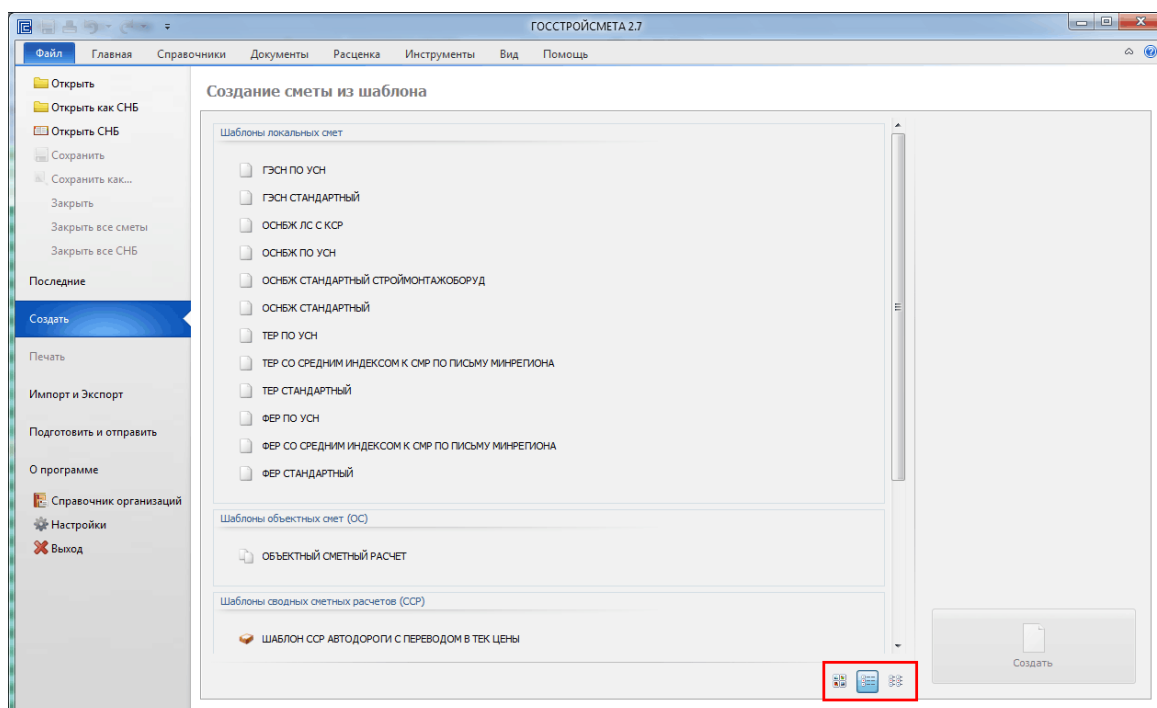 ГОССТРОЙСМЕТА 2.7
Файл Главная Справочники Документы Расценка Инструменты Вид Помощь
Открыть
Открыть как СНБ
Открыть СНБ
Сохранить
Сохранить как...
Закрыть
Закрыть все сметы
Закрыть все СНБ
Последние
Создать
Печать
Импорт и Экспорт
Подготовить и отправить
О программе
Справочник организаций
Настройки
Выход
Создание сметы из шаблона
Шаблоны локальных смет
ГЭСН ПО УСН
ГЭСН СТАНДАРТНЫЙ
ОСНБЖ ЛС С КСР
ОСНБЖ ПО УСН
ОСНБЖ СТАНДАРТНЫЙ СТРОЙМОНТАЖОБОРУД
ОСНБЖ СТАНДАРТНЫЙ
ТЕР ПО УСН
ТЕР СО СРЕДНИМ ИНДЕКСОМ К СМР ПО ПИСЬМУ МИНРЕГИОНА
ТЕР СТАНДАРТНЫЙ
ФЕР ПО УСН
ФЕР СО СРЕДНИМ ИНДЕКСОМ К СМР ПО ПИСЬМУ МИНРЕГИОНА
ФЕР СТАНДАРТНЫЙ
Шаблоны объектных смет (ОС)
ОБЪЕКТНЫЙ СМЕТНЫЙ РАСЧЕТ
Шаблоны сводных сметных расчетов (ССР)
ШАБЛОН ССР АВТОДОРОГИ С ПЕРЕВОДОМ В ТЕК ЦЕНЫ
Создать